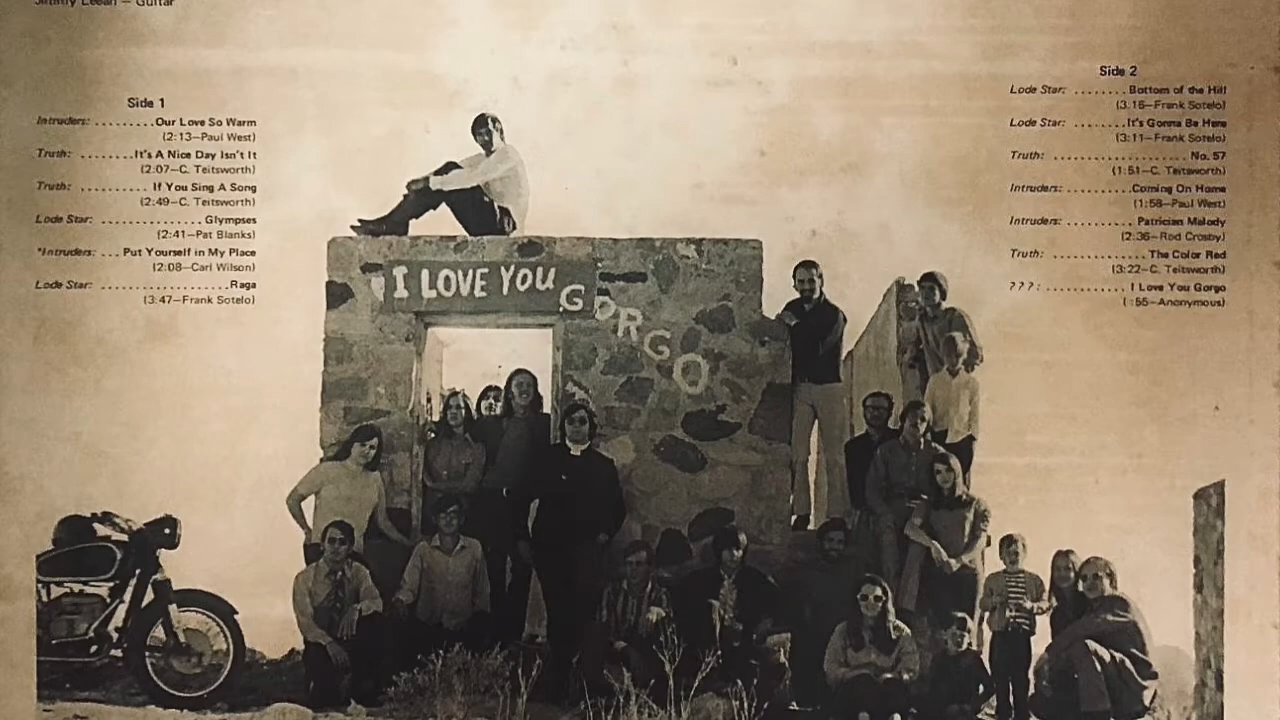 Jimmy Leean — Guitar
Side 1
Intruders: .........Our Love So Warm
(2:13—Paul West)
Truth: .......It's A Nice Day Isn't It
(2:07—C. Teitsworth)
Truth: .......... If You Sing A Song
(2:49—C. Teitsworth)
Lode Star: ............... Glympses
(2:41—Pat Blanks)
*Intruders: ... Put Yourself in My Place
(2:08—Carl Wilson)
Lode Star: ...................Raga
(3:47—Frank Sotelo)
Side 2
Lode Star: ........Bottom of the Hill
(3:15—Frank Sotelo)
Lode Star: ........It's Gonna Be Here
(3:11—Frank Sotelo)
Truth: .................... No. 57
(1:51—C. Teitsworth)
Intruders: ..........Coming On Home
(1:58—Paul West)
Intruders: .......... Patrician Malady
(2:36—Rod Crosby)
Truth: .............. The Color Red
(3:22—C. Teitsworth)
???: ............ I Love You Gorgo
( :55—Anonymous)
I LOVE YOU
GORGO